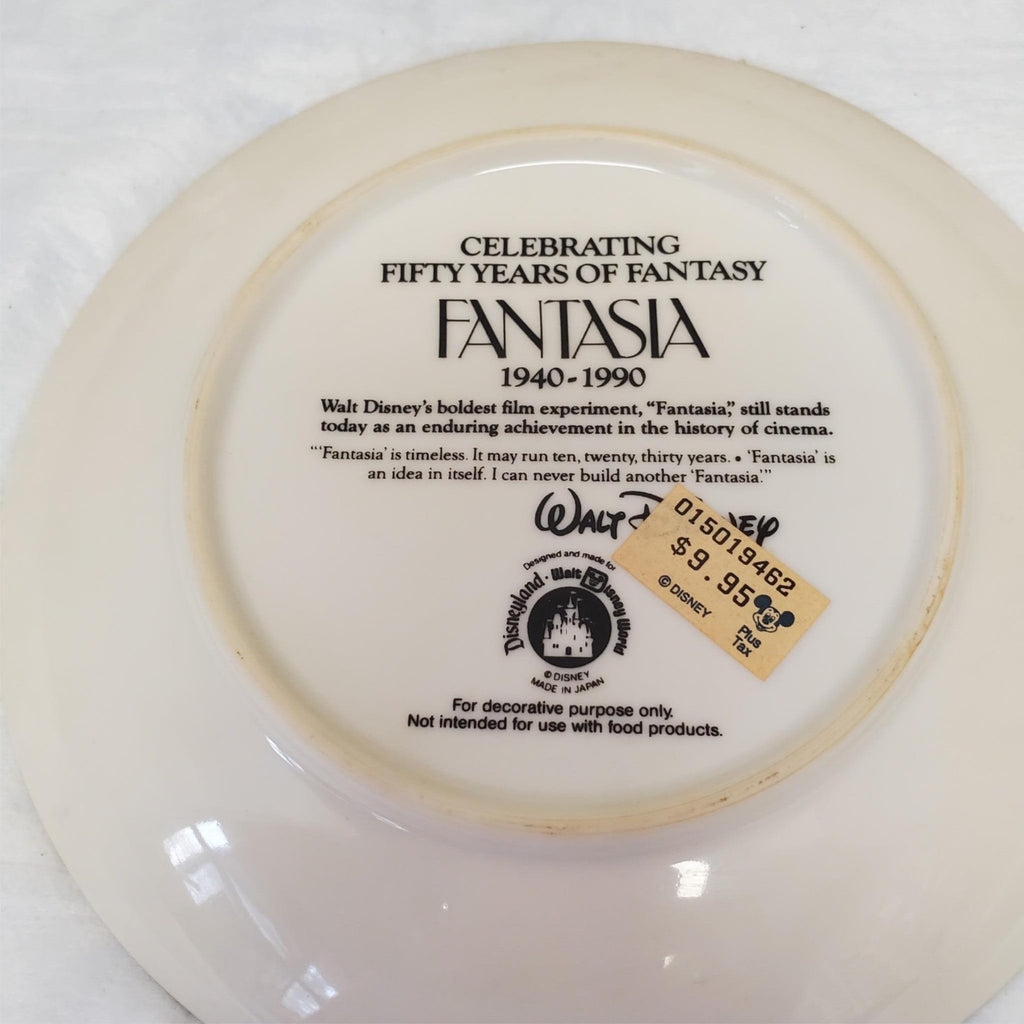 CELEBRATING
FIFTY YEARS OF FANTASY
FANTASIA
1940-1990
Walt Disney's boldest film experiment, “Fantasia,” still stands
today as an enduring achievement in the history of cinema.
“‘Fantasia’ is timeless. It may run ten, twenty, thirty years. • ‘Fantasia’ is
an idea in itself. I can never build another ‘Fantasia.’”
WALT D NEY
015019462
$9.95
© DISNEY
Plus
Tax
Designed and made for
Disneyland · Walt Disney World
© DISNEY
MADE IN JAPAN
For decorative purpose only.
Not intended for use with food products.